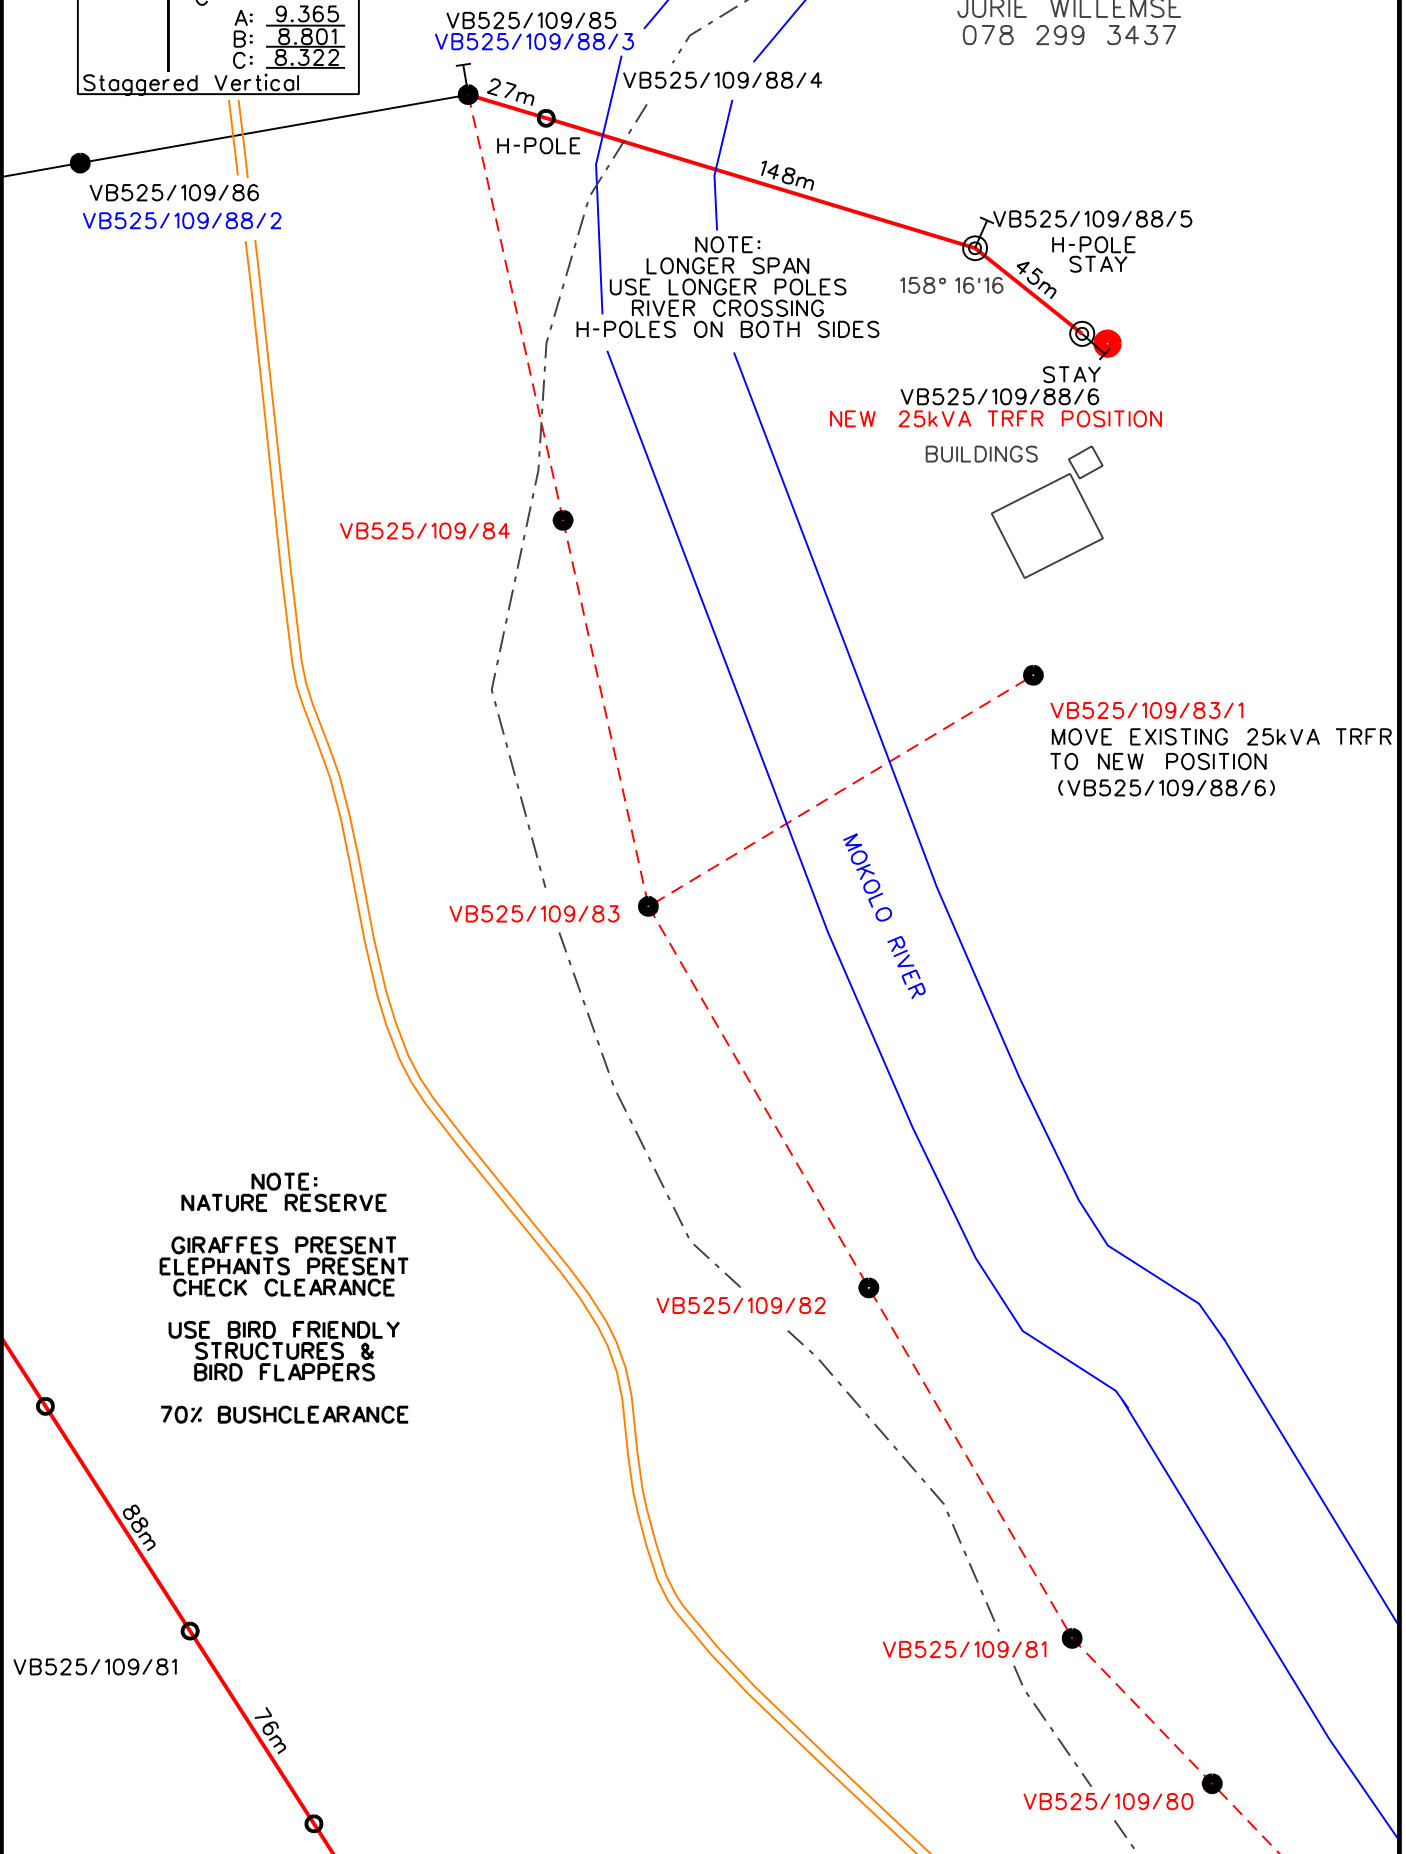 C
A: 9.365
B: 8.801
C: 8.322
Staggered Vertical
VB525/109/85
VB525/109/88/3
JURIE WILLEMSE
078 299 3437
VB525/109/88/4
27m
H-POLE
148m
VB525/109/86
VB525/109/88/2
VB525/109/88/5
H-POLE
STAY
NOTE:
LONGER SPAN
USE LONGER POLES
RIVER CROSSING
H-POLES ON BOTH SIDES
158° 16'16
45m
STAY
VB525/109/88/6
NEW 25kVA TRFR POSITION
BUILDINGS
VB525/109/84
VB525/109/83/1
MOVE EXISTING 25kVA TRFR
TO NEW POSITION
(VB525/109/88/6)
MOKOLO RIVER
VB525/109/83
NOTE:
NATURE RESERVE
GIRAFFES PRESENT
ELEPHANTS PRESENT
CHECK CLEARANCE
USE BIRD FRIENDLY
STRUCTURES &
BIRD FLAPPERS
70% BUSHCLEARANCE
VB525/109/82
88m
VB525/109/81
VB525/109/81
76m
VB525/109/80